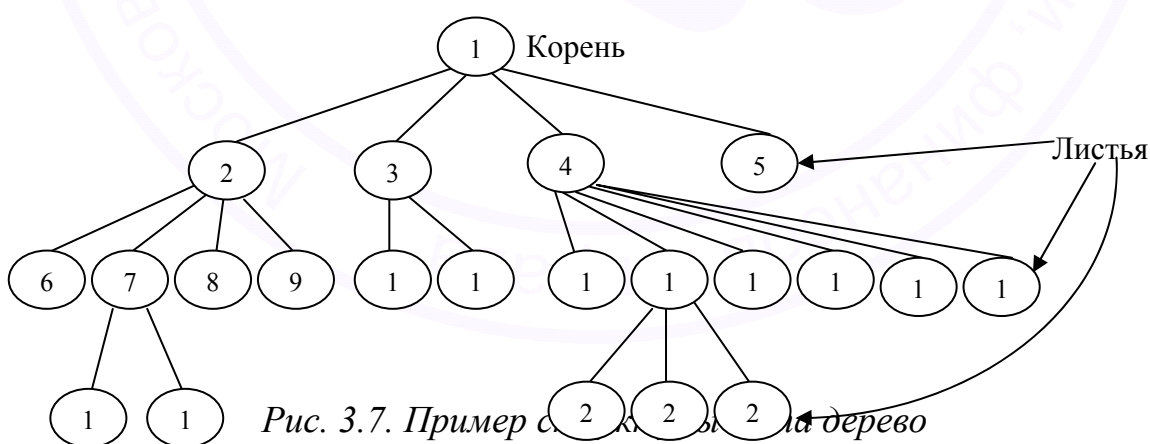 1 Корень
Листья
2 3 4 5
6 7 8 9 1 1 1 1 1 1 1 1
1 1 2 2 2
Рис. 3.7. Пример дерево